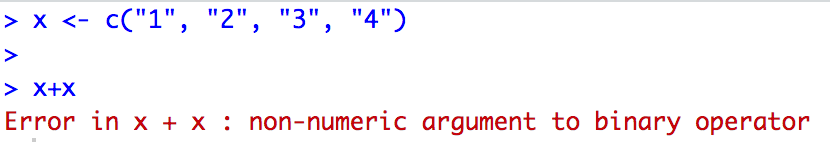 > x <- c("1", "2", "3", "4")
>
> x+x
Error in x + x : non-numeric argument to binary operator